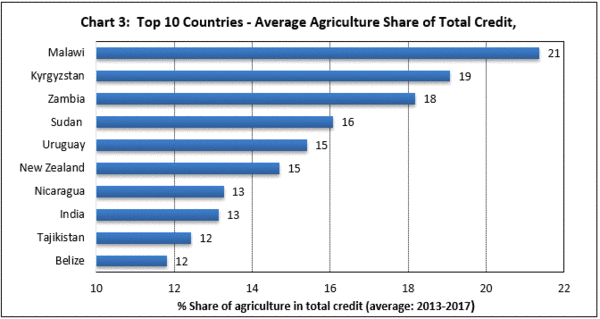 Chart 3:  Top 10 Countries - Average Agriculture Share of Total Credit,
Malawi 21
Kyrgyzstan 19
Zambia 18
Sudan 16
Uruguay 15
New Zealand 15
Nicaragua 13
India 13
Tajikistan 12
Belize 12
10 12 14 16 18 20 22
% Share of agriculture in total credit (average: 2013-2017)